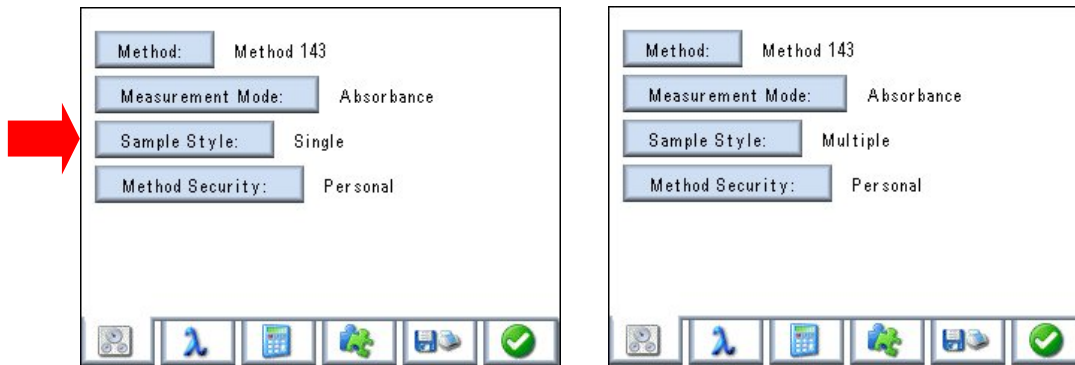 Method: Method 143
Measurement Mode: Absorbance
Sample Style: Single
Method Security: Personal
λ
Method: Method 143
Measurement Mode: Absorbance
Sample Style: Multiple
Method Security: Personal
λ